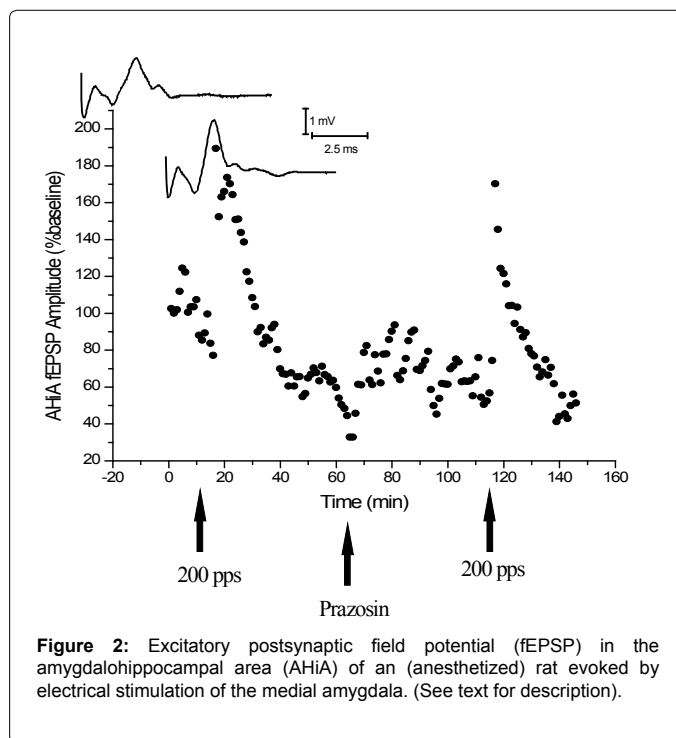 1 mV
2.5 ms
AHiA fEPSP Amplitude (%baseline)
200
180
160
140
120
100
80
60
40
20
-20 0 20 40 60 80 100 120 140 160
Time (min)
200 pps
Prazosin
200 pps
Figure 2: Excitatory postsynaptic field potential (fEPSP) in the
amygdalohippocampal area (AHiA) of an (anesthetized) rat evoked by
electrical stimulation of the medial amygdala. (See text for description).